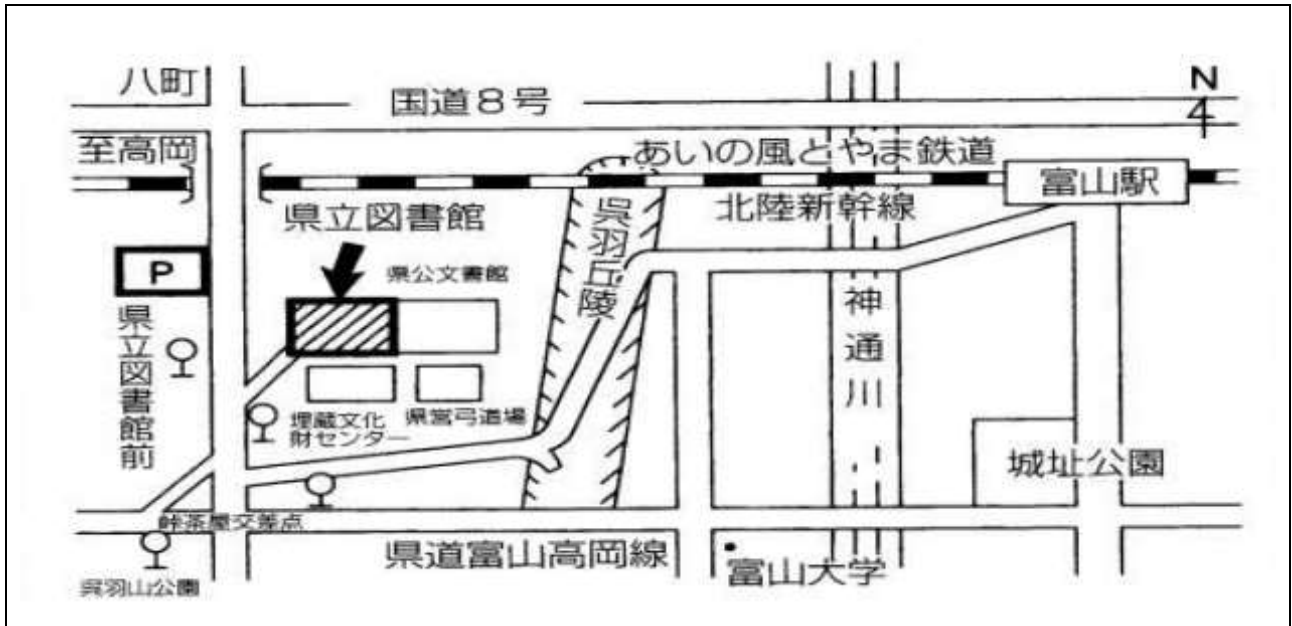 八町
国道8号
N
至高岡
あいの風とやま鉄道
富山駅
北陸新幹線
県立図書館
呉羽丘陵
P
県公文書館
県立図書館前
神通川
埋蔵文化
財センター
県営弓道場
城址公園
峠茶屋交差点
県道富山高岡線
富山大学
呉羽山公園